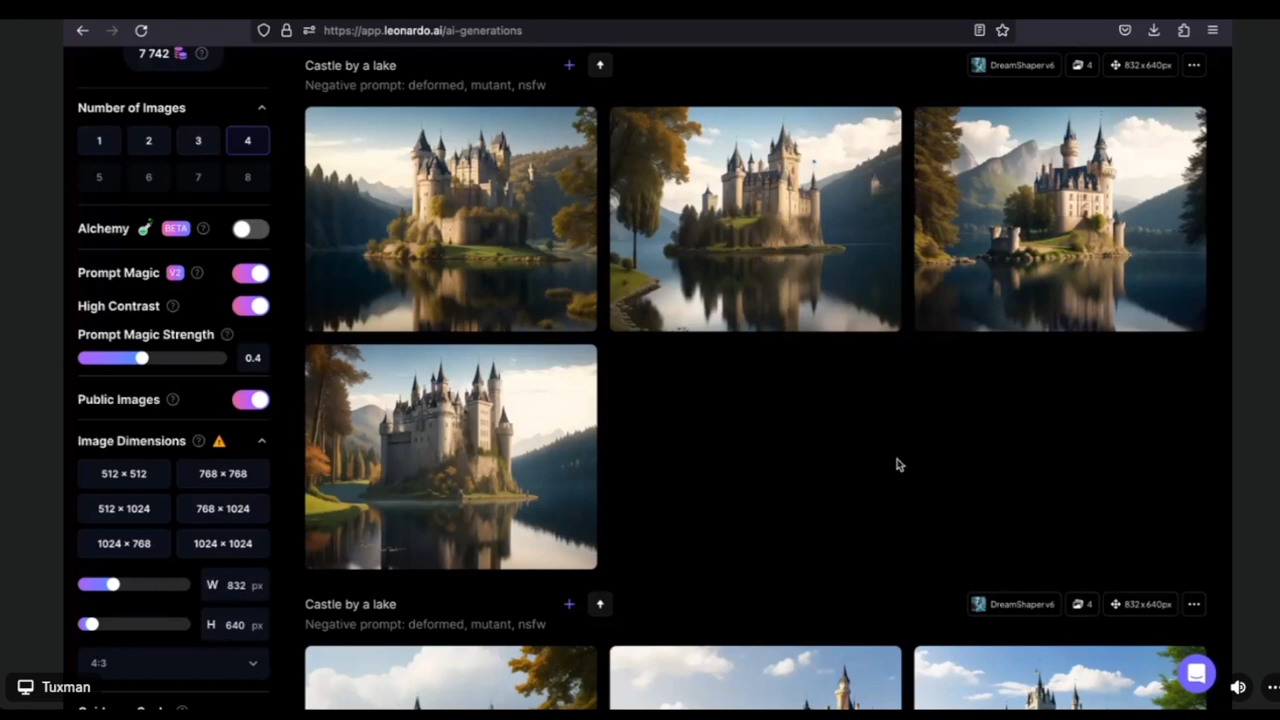 https://app.leonardo.ai/ai-generations
7 742
Number of Images
1 2 3 4
5 6 7 8
Alchemy BETA
Prompt Magic V2
High Contrast
Prompt Magic Strength
0.4
Public Images
Image Dimensions
512 × 512 768 × 768
512 × 1024 768 × 1024
1024 × 768 1024 × 1024
W 832 px
H 640 px
4:3
Castle by a lake
DreamShaper v6 4 832x640px
Negative prompt: deformed, mutant, nsfw
Castle by a lake
DreamShaper v6 4 832x640px
Negative prompt: deformed, mutant, nsfw
Tuxman